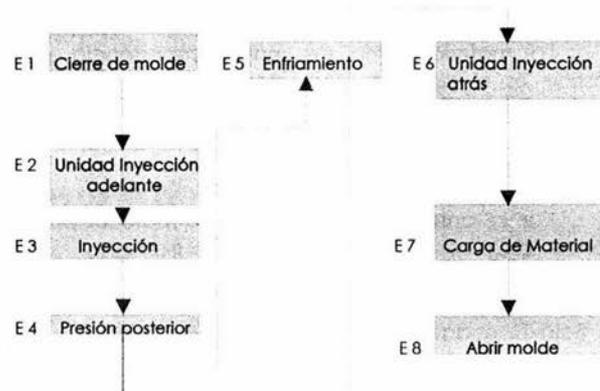 E 1 Cierre de molde
E 2 Unidad Inyección
adelante
E 3 Inyección
E 4 Presión posterior
E 5 Enfriamiento
E 6 Unidad Inyección
atrás
E 7 Carga de Material
E 8 Abrir molde